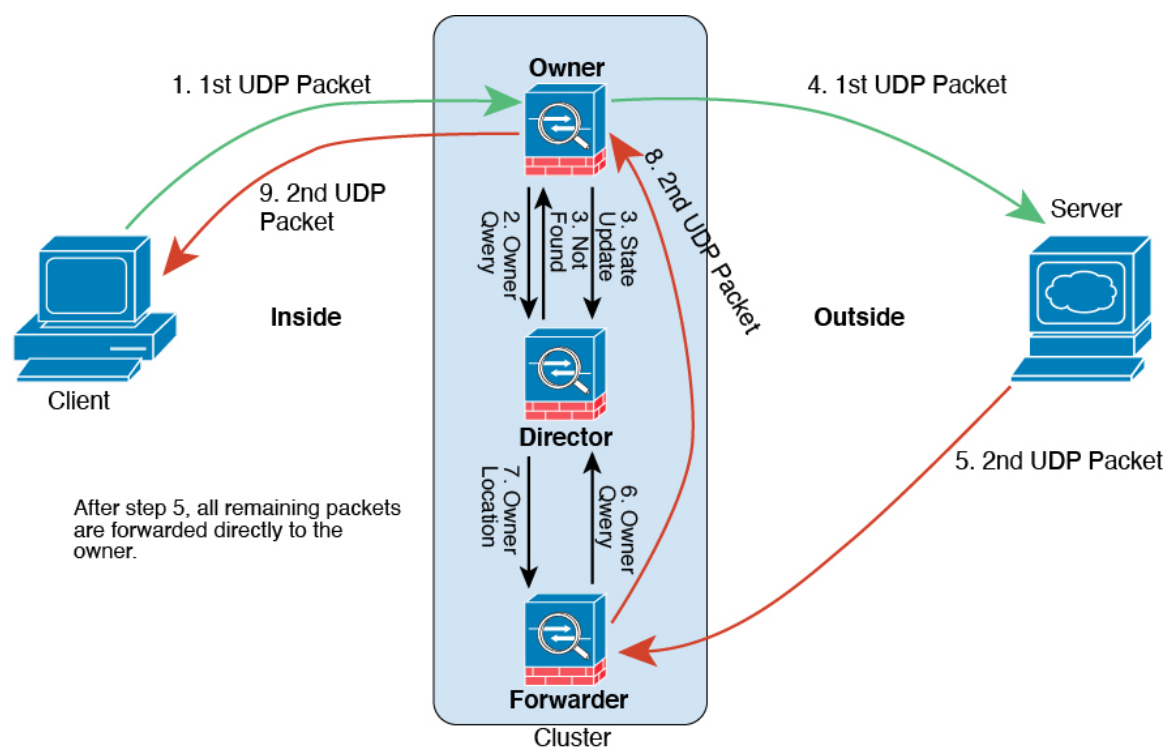 Owner
1. 1st UDP Packet
4. 1st UDP Packet
9. 2nd UDP
Packet
2. Owner
Qwery
3. Not
Found
3. State
Update
8. 2nd UDP Packet
Server
Inside
Outside
Client
Director
5. 2nd UDP Packet
7. Owner
Location
6. Owner
Qwery
After step 5, all remaining packets
are forwarded directly to the
owner.
Forwarder
Cluster